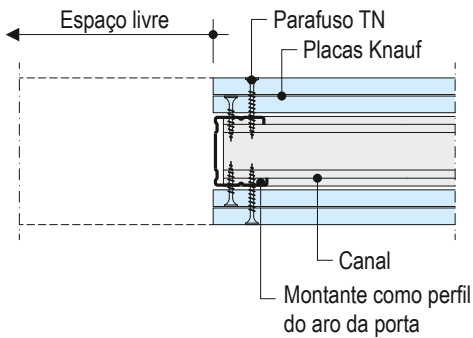 Espaço livre
Parafuso TN
Placas Knauf
Canal
Montante como perfil
do aro da porta